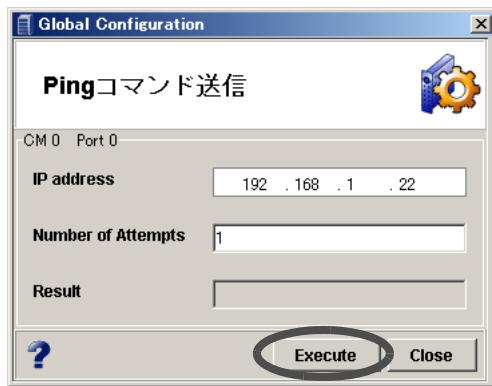 Global Configuration
Pingコマンド送信
CM 0 Port 0
IP address 192 . 168 . 1 . 22
Number of Attempts 1
Result
? Execute Close